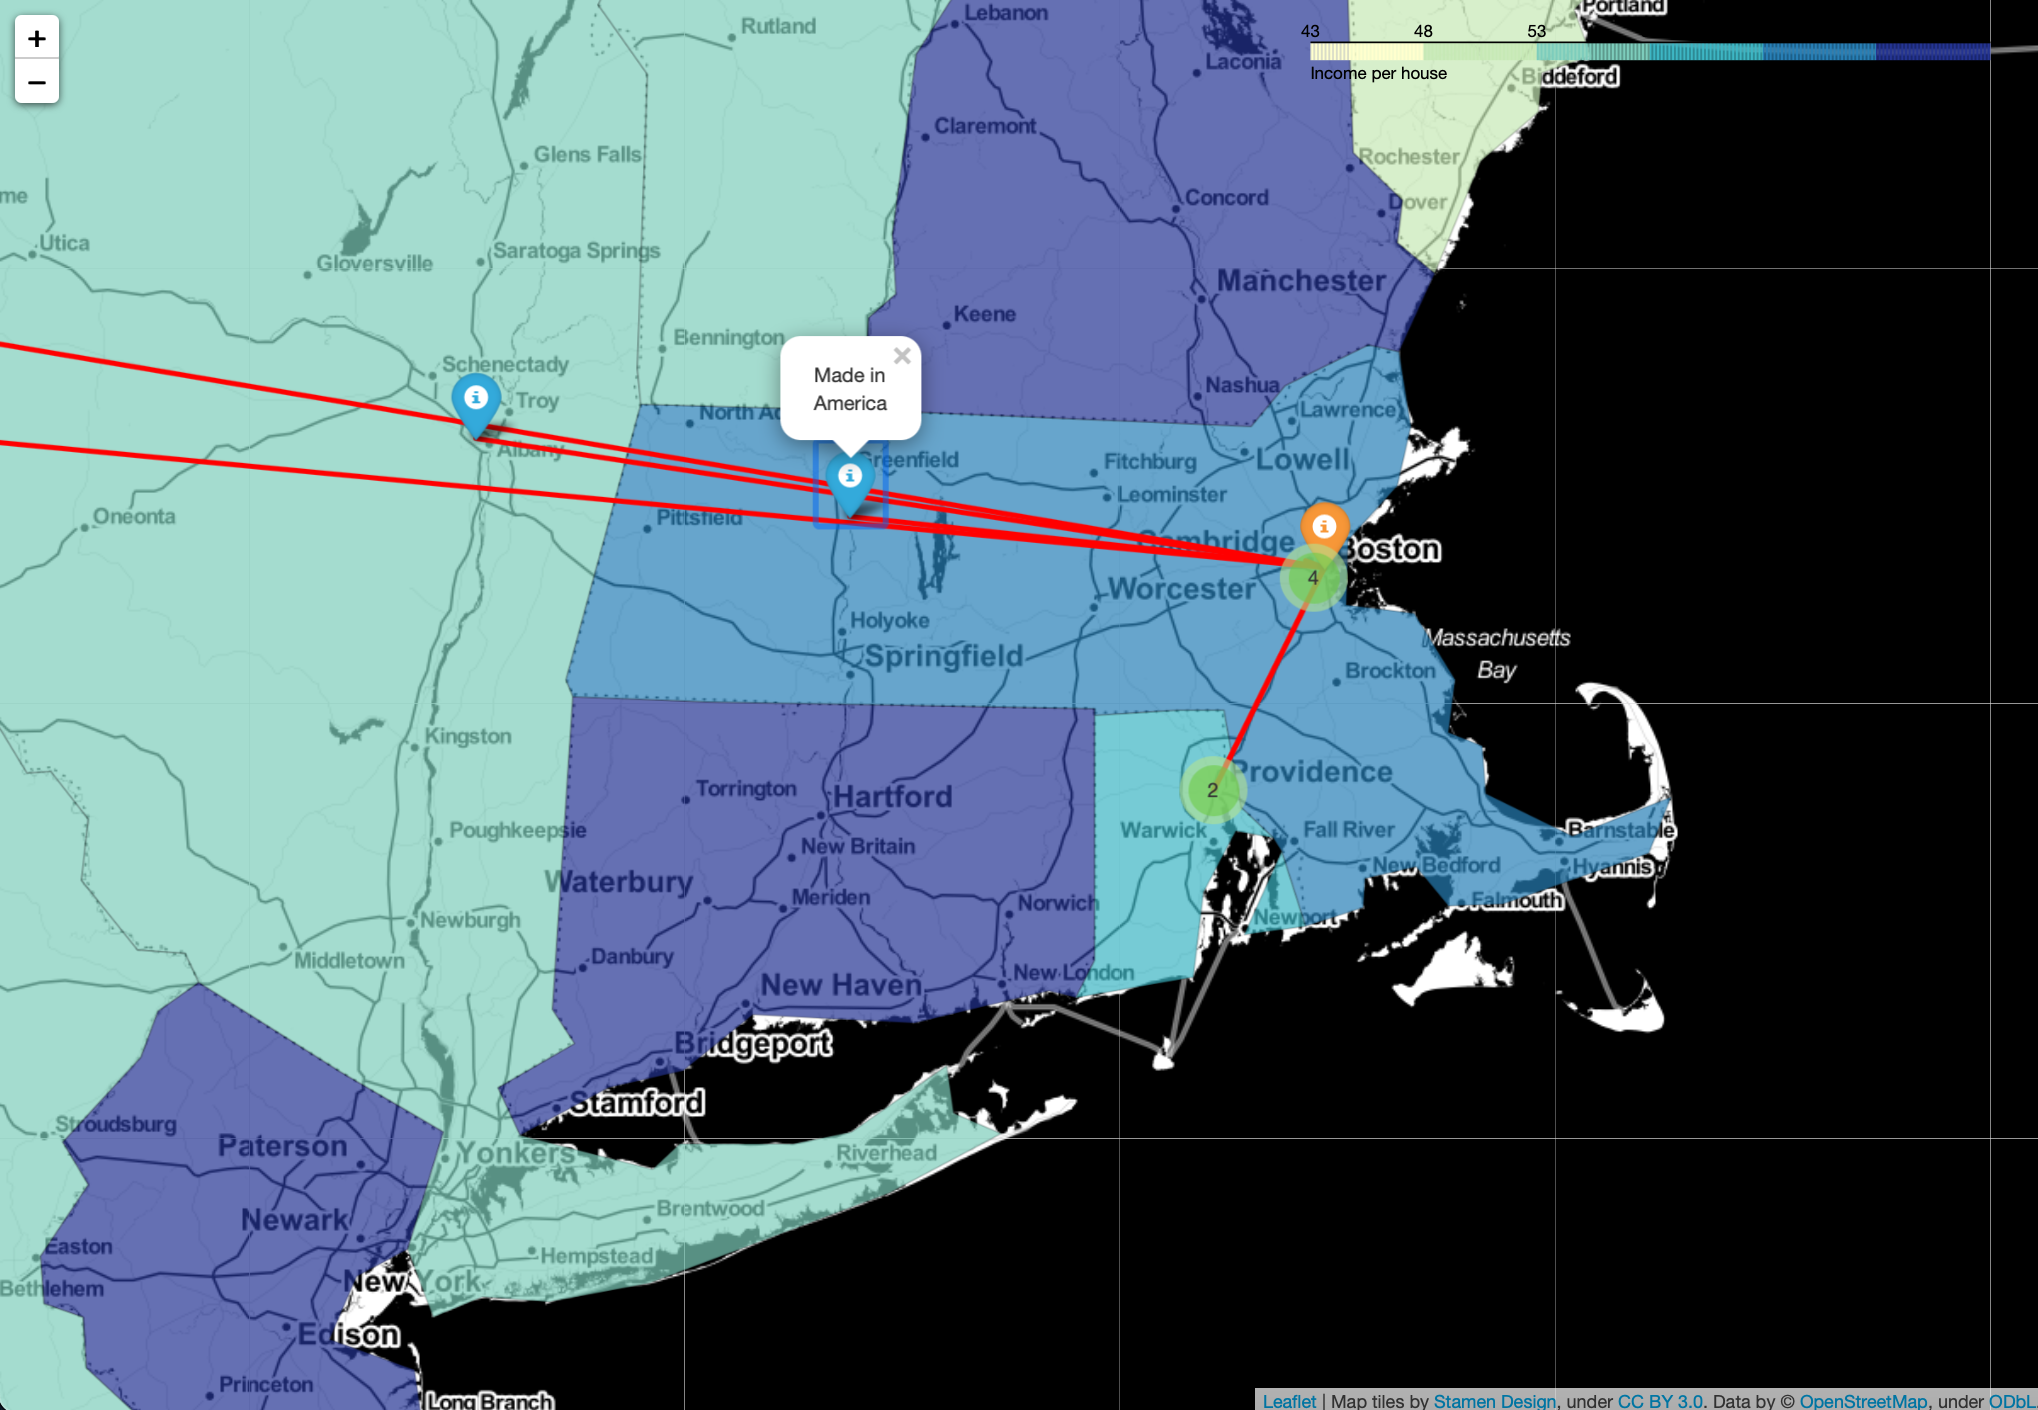 +
−
Rutland
Lebanon
Portland
43
48
53
Income per house
Laconia
Biddeford
Claremont
Glens Falls
Rochester
me
Concord
Dover
Utica
Saratoga Springs
Gloversville
Manchester
Keene
Bennington
Schenectady
×
Made in
America
Nashua
Troy
North Ad
Lawrence
Albany
Greenfield
Fitchburg
Lowell
Leominster
Oneonta
Pittsfield
Cambridge
Boston
4
Worcester
Holyoke
Springfield
Massachusetts
Bay
Brockton
Kingston
Providence
Torrington
Hartford
2
Poughkeepsie
Warwick
Fall River
Barnstable
New Britain
New Bedford
Hyannis
Waterbury
Meriden
Norwich
Falmouth
Newburgh
Newport
Middletown
Danbury
New London
New Haven
Bridgeport
Stamford
Stroudsburg
Paterson
Yonkers
Riverhead
Brentwood
Newark
Easton
Hempstead
Bethlehem
New York
Edison
Princeton
Long Branch
Leaflet | Map tiles by Stamen Design, under CC BY 3.0. Data by © OpenStreetMap, under ODbL